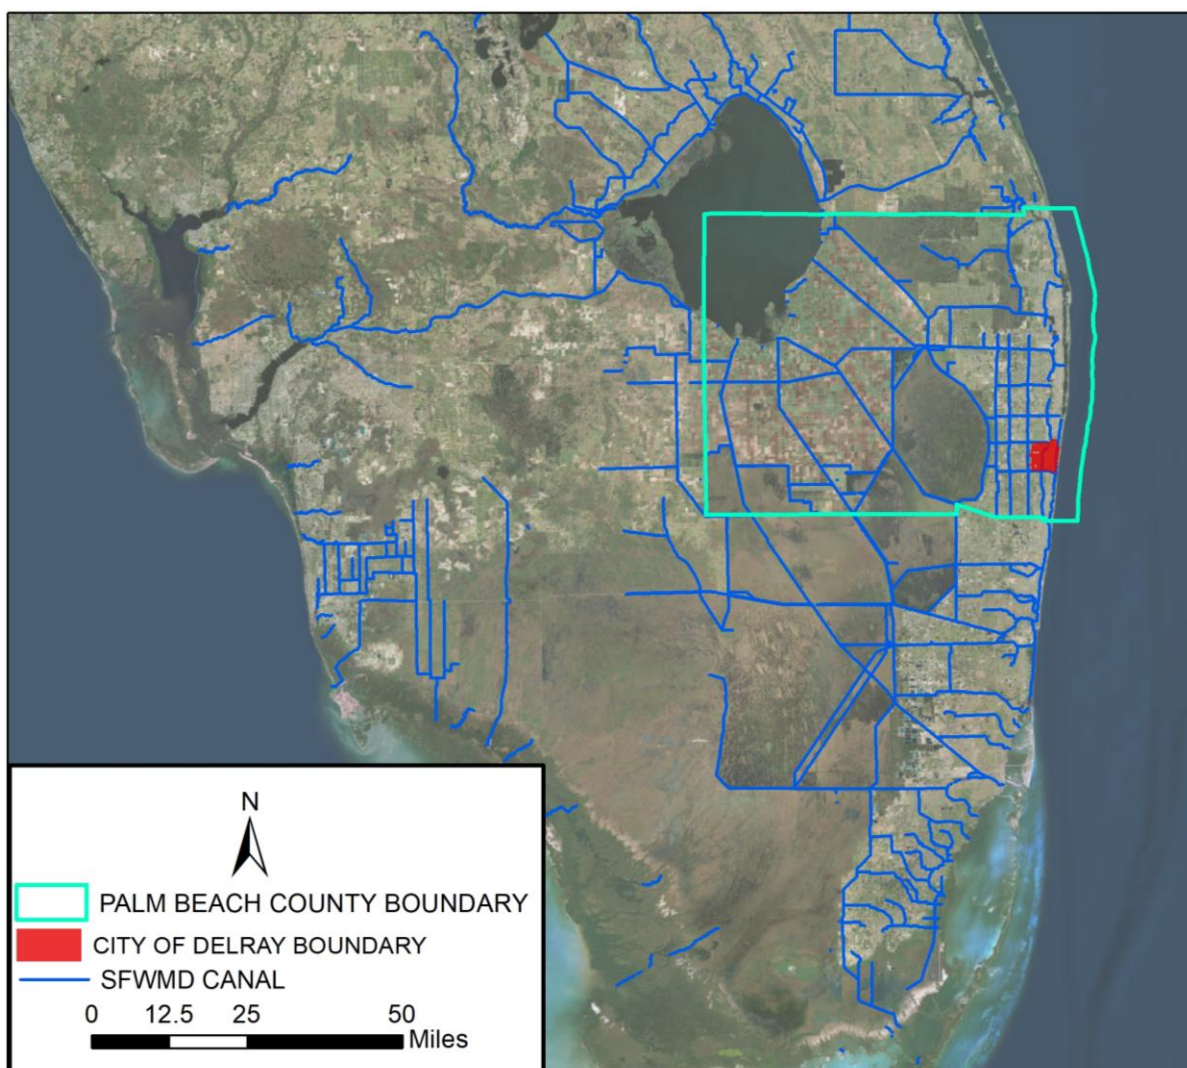 N
PALM BEACH COUNTY BOUNDARY
CITY OF DELRAY BOUNDARY
SFWMD CANAL
0 12.5 25 50
Miles